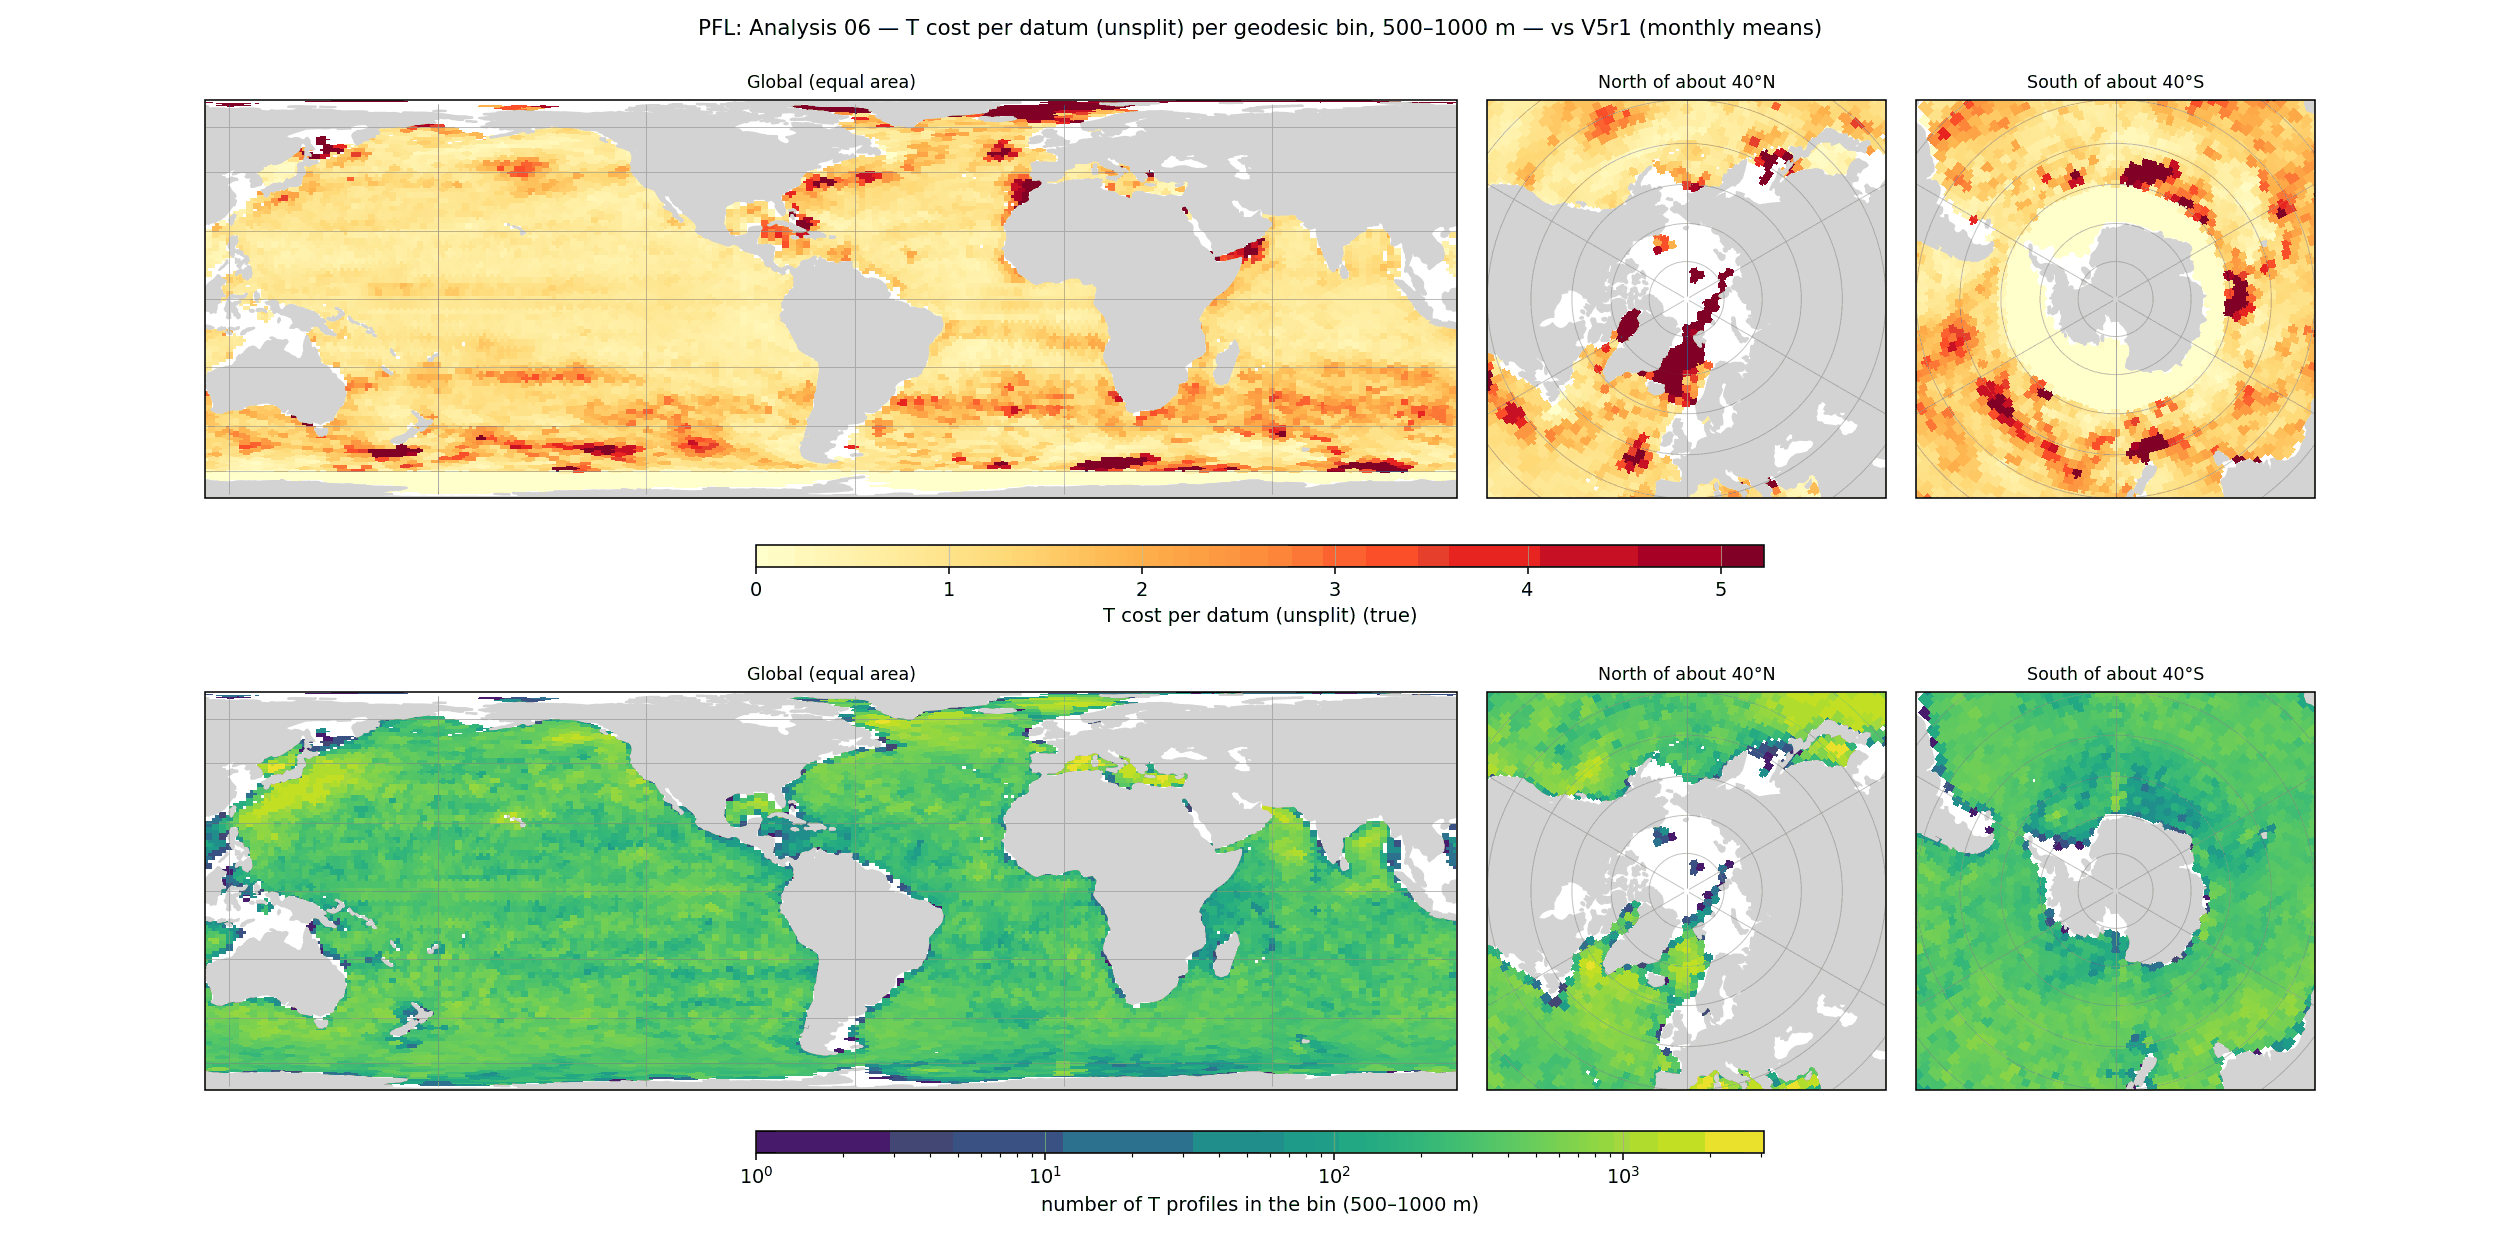 PFL: Analysis 06 — T cost per datum (unsplit) per geodesic bin, 500–1000 m — vs V5r1 (monthly means)
Global (equal area)
North of about 40°N
South of about 40°S
0 1 2 3 4 5
T cost per datum (unsplit) (true)
Global (equal area)
North of about 40°N
South of about 40°S
10⁰ 10¹ 10² 10³
number of T profiles in the bin (500–1000 m)